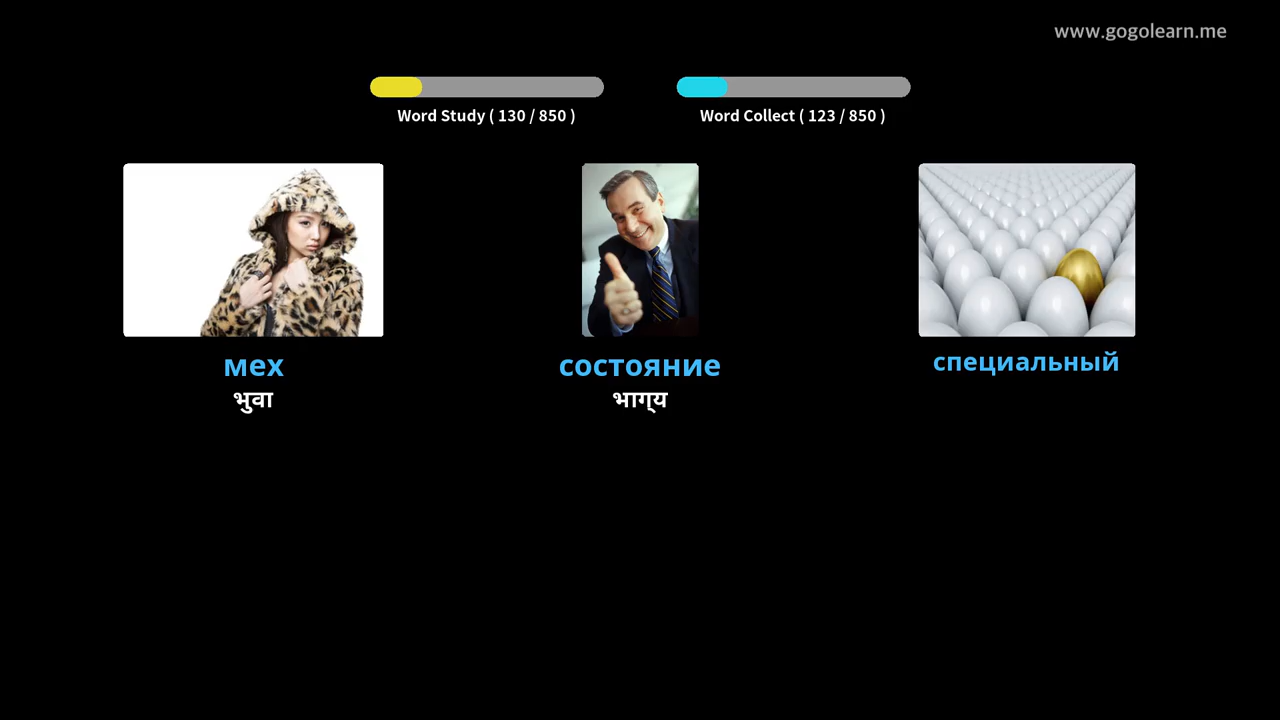 www.gogolearn.me
Word Study ( 130 / 850 )
Word Collect ( 123 / 850 )
мех
состояние
специальный
भुवा
भाग्य